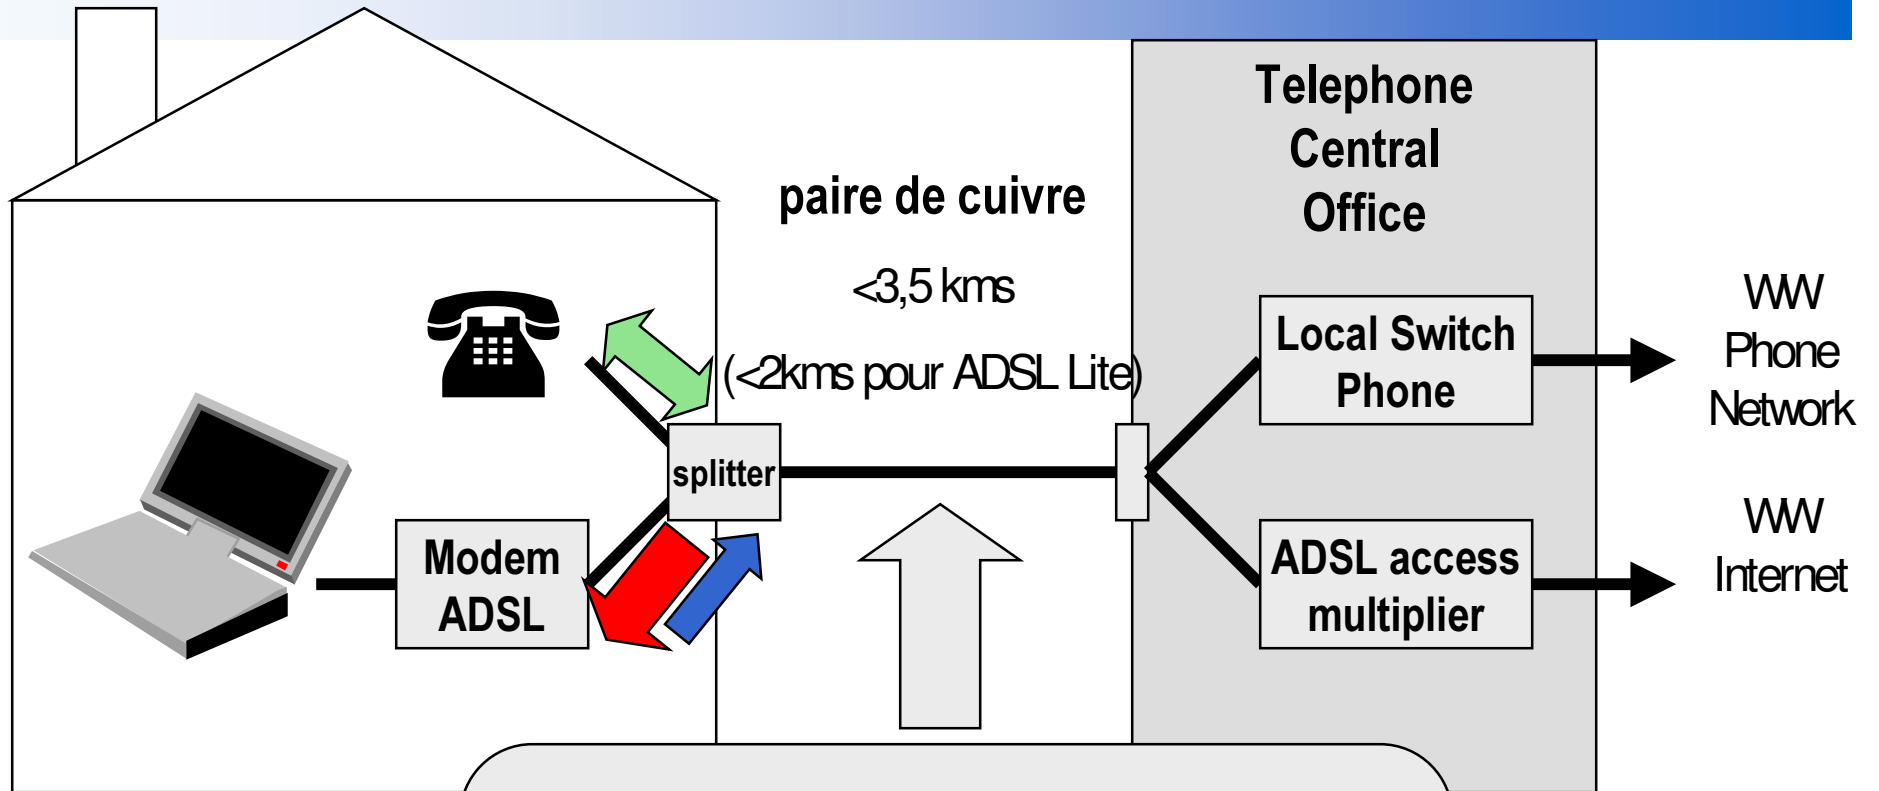 Telephone
Central
Office
paire de cuivre
<3,5 kms
(<2kms pour ADSL Lite)
Local Switch
Phone
WW
Phone
Network
splitter
Modem
ADSL
ADSL access
multiplier
WW
Internet